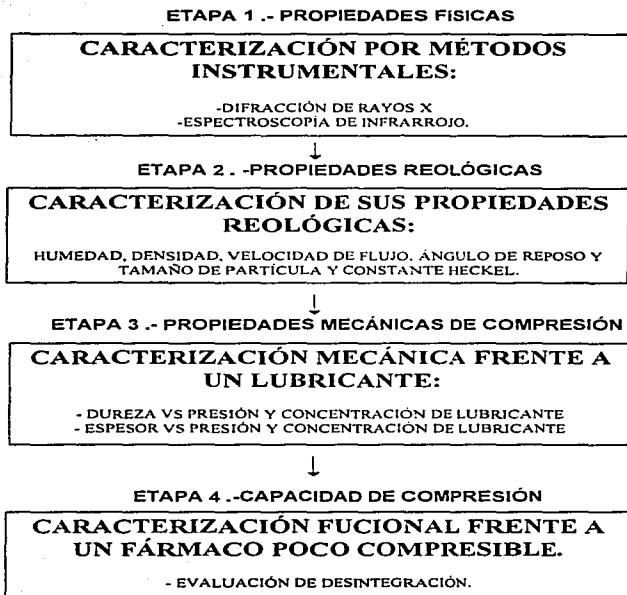 ETAPA 1 .- PROPIEDADES FÍSICAS
CARACTERIZACIÓN POR MÉTODOS
INSTRUMENTALES:
-DIFRACCIÓN DE RAYOS X
-ESPECTROSCOPÍA DE INFRARROJO.
ETAPA 2 . -PROPIEDADES REOLÓGICAS
CARACTERIZACIÓN DE SUS PROPIEDADES
REOLÓGICAS:
HUMEDAD, DENSIDAD, VELOCIDAD DE FLUJO, ÁNGULO DE REPOSO Y
TAMAÑO DE PARTÍCULA Y CONSTANTE HECKEL.
ETAPA 3 .- PROPIEDADES MECÁNICAS DE COMPRESIÓN
CARACTERIZACIÓN MECÁNICA FRENTE A
UN LUBRICANTE:
- DUREZA VS PRESIÓN Y CONCENTRACIÓN DE LUBRICANTE
- ESPESOR VS PRESIÓN Y CONCENTRACIÓN DE LUBRICANTE
ETAPA 4 .-CAPACIDAD DE COMPRESIÓN
CARACTERIZACIÓN FUCIONAL FRENTE A
UN FÁRMACO POCO COMPRESIBLE.
- EVALUACIÓN DE DESINTEGRACIÓN.